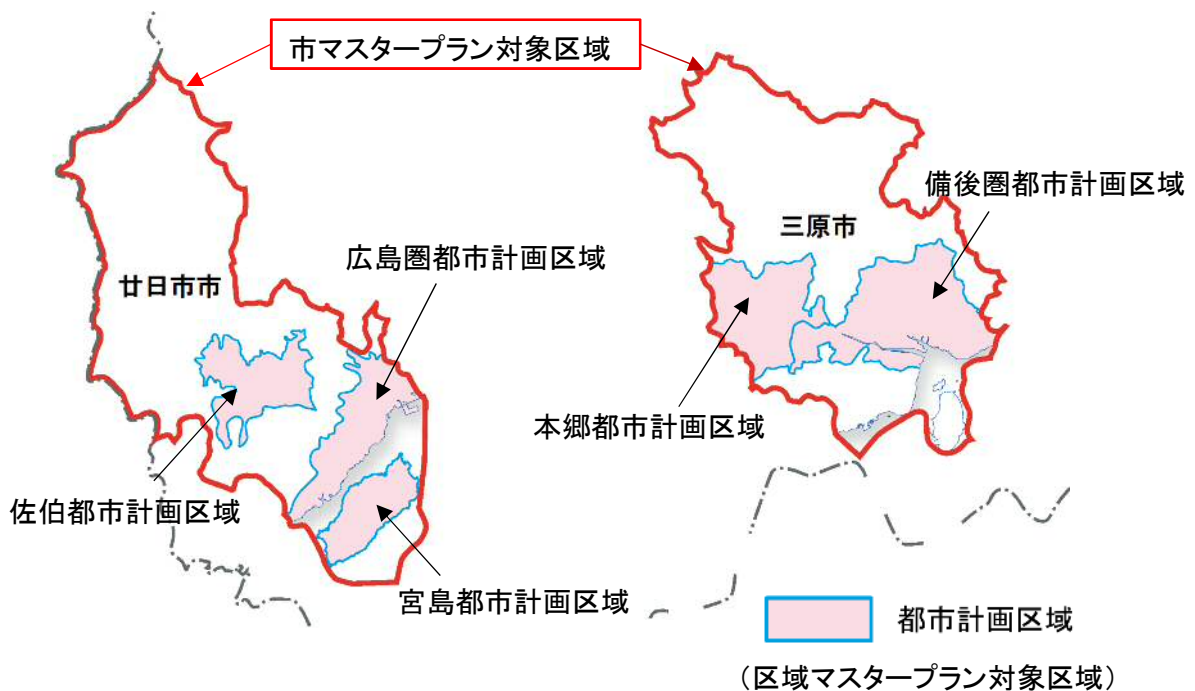 市マスタープラン対象区域
備後圏都市計画区域
三原市
広島圏都市計画区域
廿日市市
本郷都市計画区域
佐伯都市計画区域
宮島都市計画区域
都市計画区域
(区域マスタープラン対象区域)